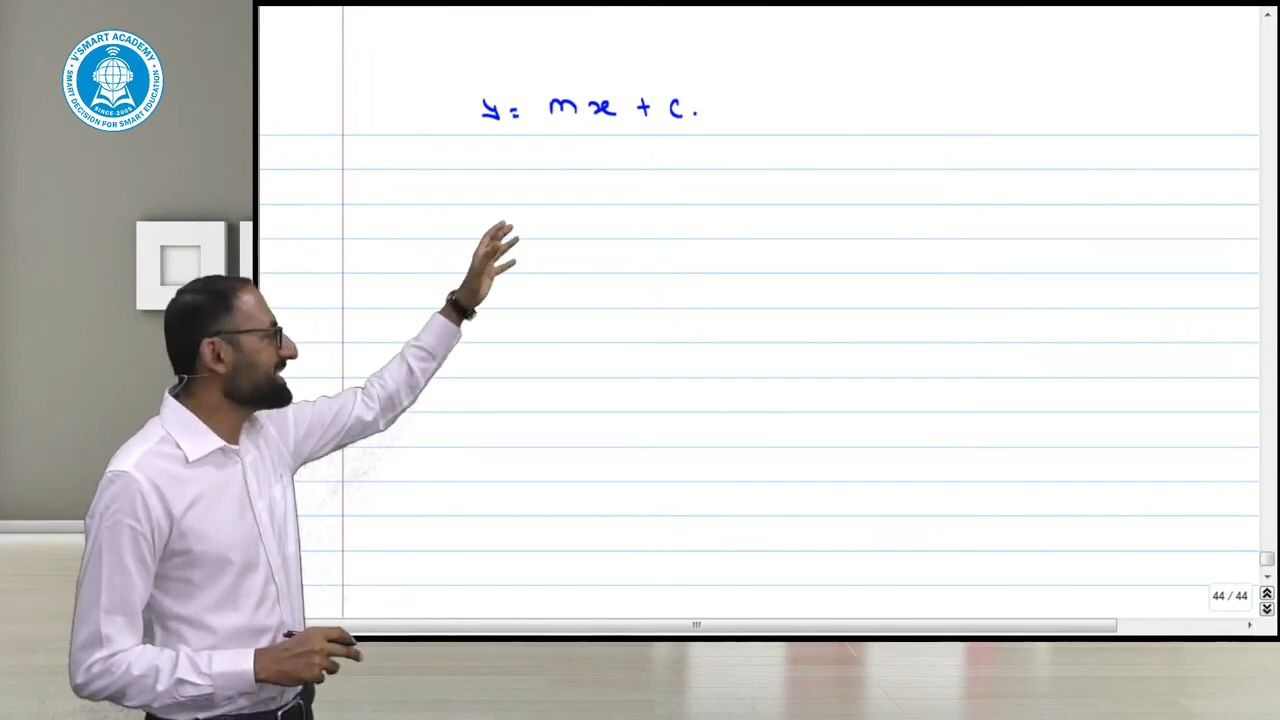 V'SMART ACADEMY
SMART DECISION FOR SMART EDUCATION
SINCE-2005
y = mx + c.
44 / 44